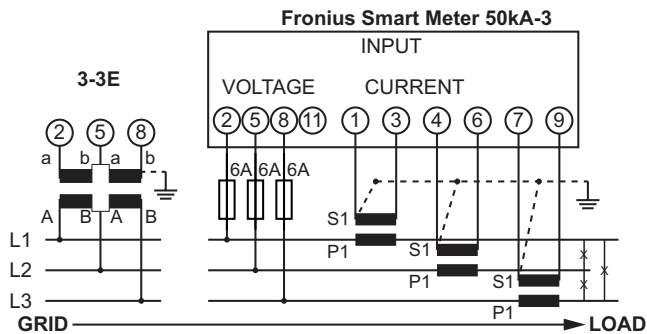 Fronius Smart Meter 50kA-3
INPUT
3-3E
VOLTAGE CURRENT
2 5 8 2 5 8 11 1 3 4 6 7 9
a b a b
6A 6A 6A
A B A B
S1
L1 P1
S1
L2 P1
S1
L3 P1
x
x x
GRID LOAD